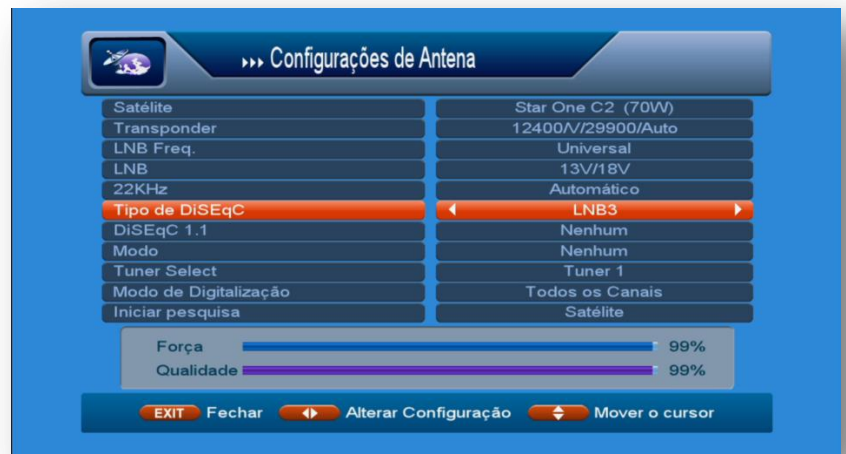 Configurações de Antena
Satélite Star One C2 (70W)
Transponder 12400/V/29900/Auto
LNB Freq. Universal
LNB 13V/18V
22KHz Automático
Tipo de DiSEqC LNB3
DiSEqC 1.1 Nenhum
Modo Nenhum
Tuner Select Tuner 1
Modo de Digitalização Todos os Canais
Iniciar pesquisa Satélite
Força 99%
Qualidade 99%
EXIT Fechar Alterar Configuração Mover o cursor